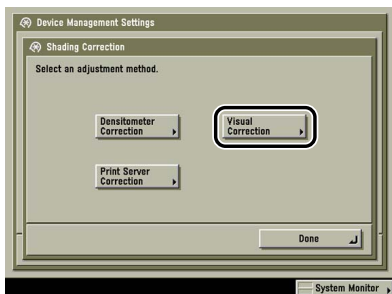 Device Management Settings
Shading Correction
Select an adjustment method.
Densitometer
Correction
Visual
Correction
Print Server
Correction
Done
System Monitor